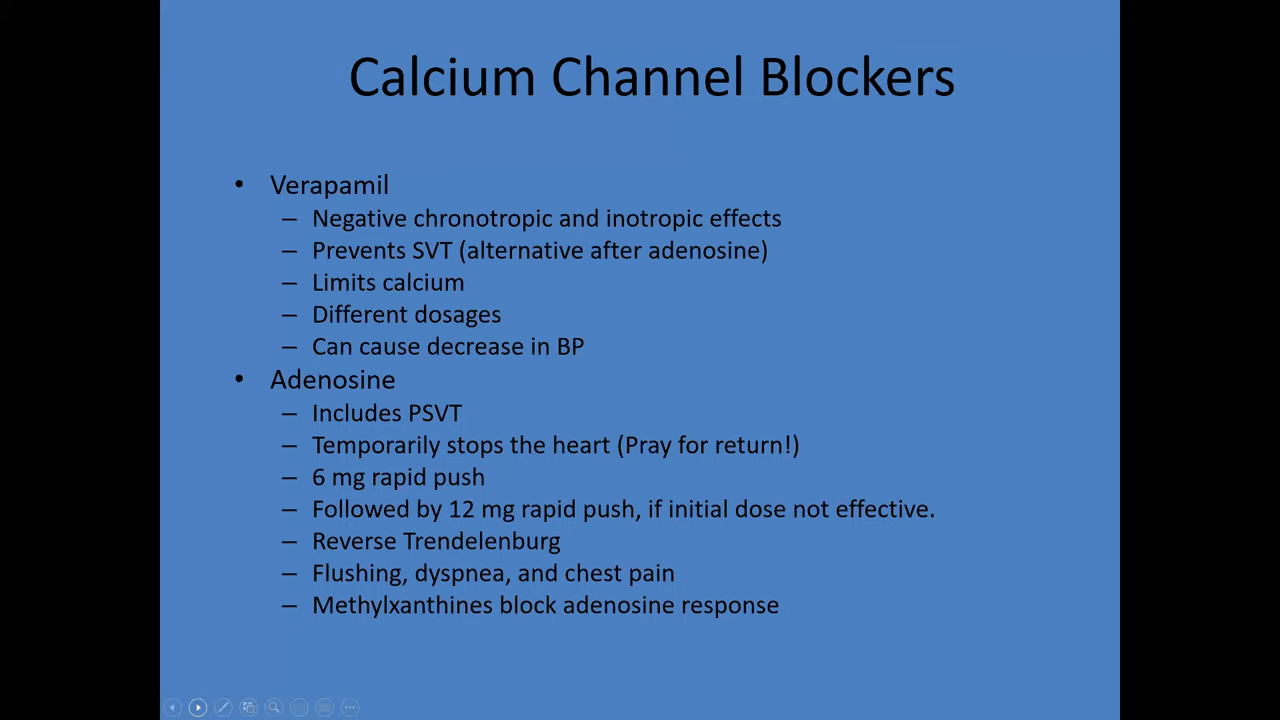 Calcium Channel Blockers
• Verapamil
– Negative chronotropic and inotropic effects
– Prevents SVT (alternative after adenosine)
– Limits calcium
– Different dosages
– Can cause decrease in BP
• Adenosine
– Includes PSVT
– Temporarily stops the heart (Pray for return!)
– 6 mg rapid push
– Followed by 12 mg rapid push, if initial dose not effective.
– Reverse Trendelenburg
– Flushing, dyspnea, and chest pain
– Methylxanthines block adenosine response